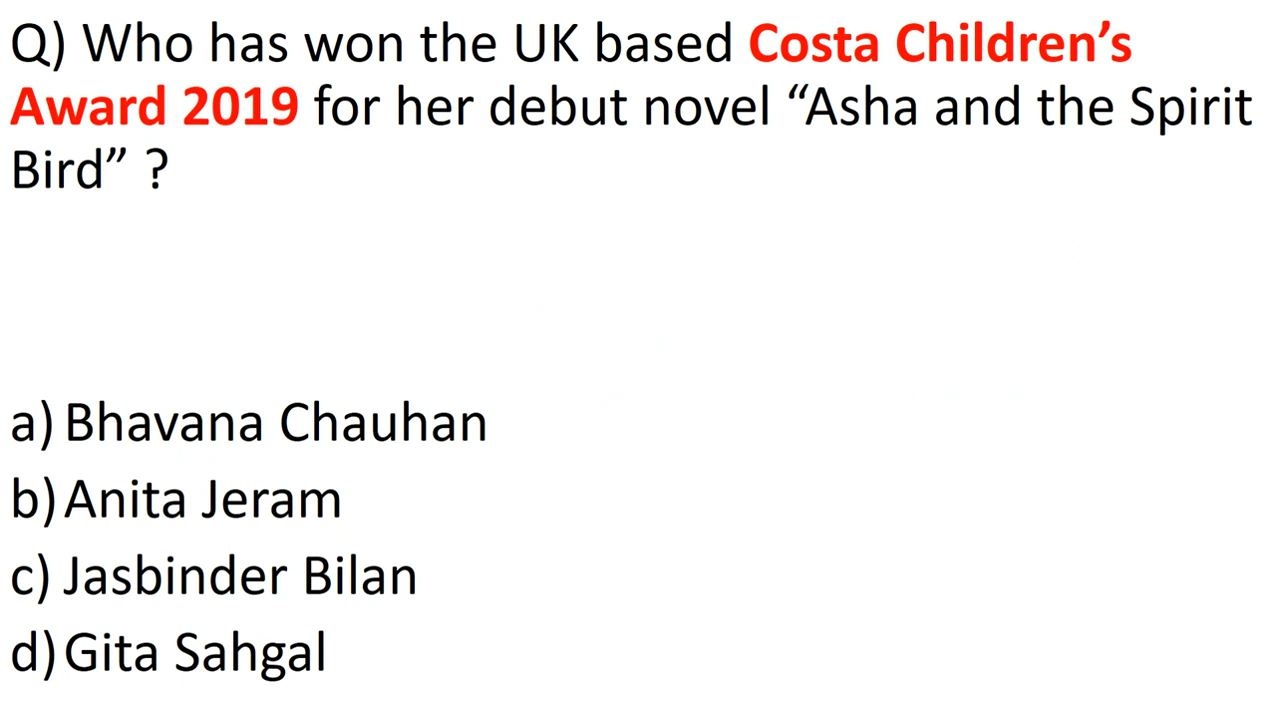 Q) Who has won the UK based Costa Children’s
Award 2019 for her debut novel “Asha and the Spirit
Bird” ?
a) Bhavana Chauhan
b) Anita Jeram
c) Jasbinder Bilan
d) Gita Sahgal